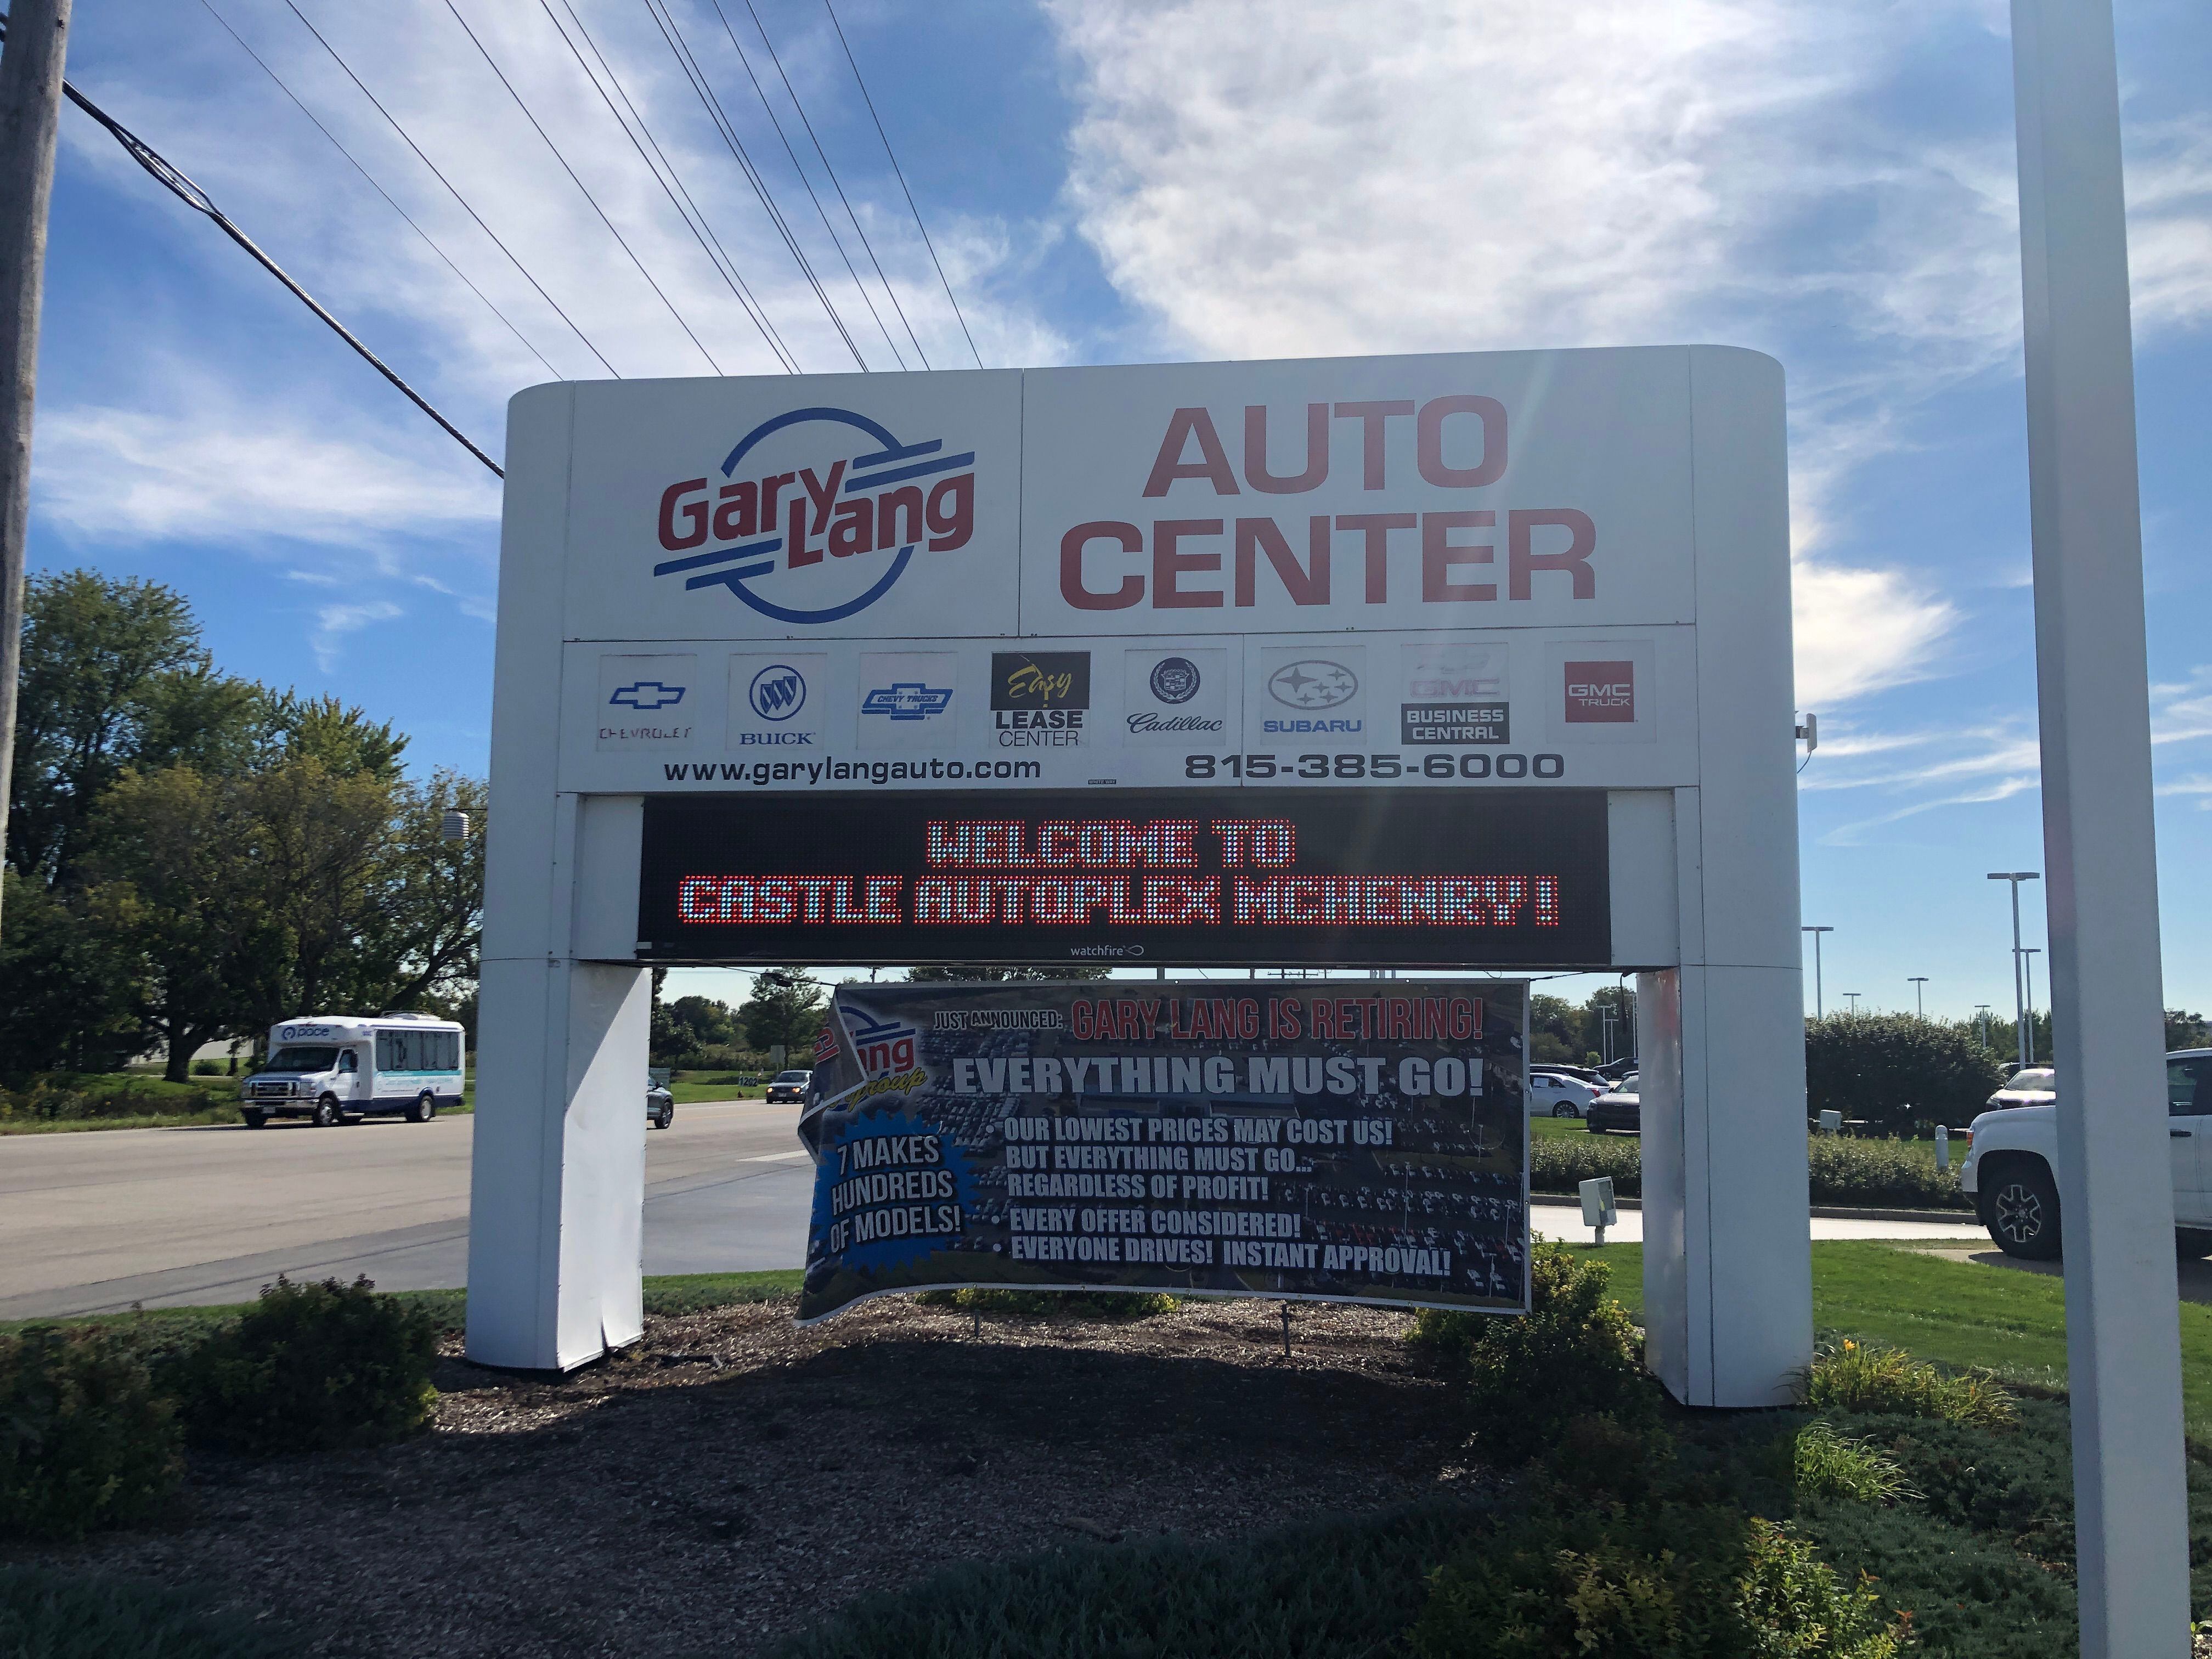 Gary
Lang
AUTO
CENTER
CHEVROLET
BUICK
CHEVY TRUCKS
Easy
LEASE
CENTER
Cadillac
SUBARU
GMC
BUSINESS
CENTRAL
GMC
TRUCK
www.garylangauto.com
815-385-6000
WELCOME TO
CASTLE AUTOPLEX MCHENRY!
watchfire
pace
1202
JUST ANNOUNCED: GARY LANG IS RETIRING!
EVERYTHING MUST GO!
ang
group
7 MAKES
HUNDREDS
OF MODELS!
• OUR LOWEST PRICES MAY COST US!
BUT EVERYTHING MUST GO...
REGARDLESS OF PROFIT!
• EVERY OFFER CONSIDERED!
• EVERYONE DRIVES! INSTANT APPROVAL!